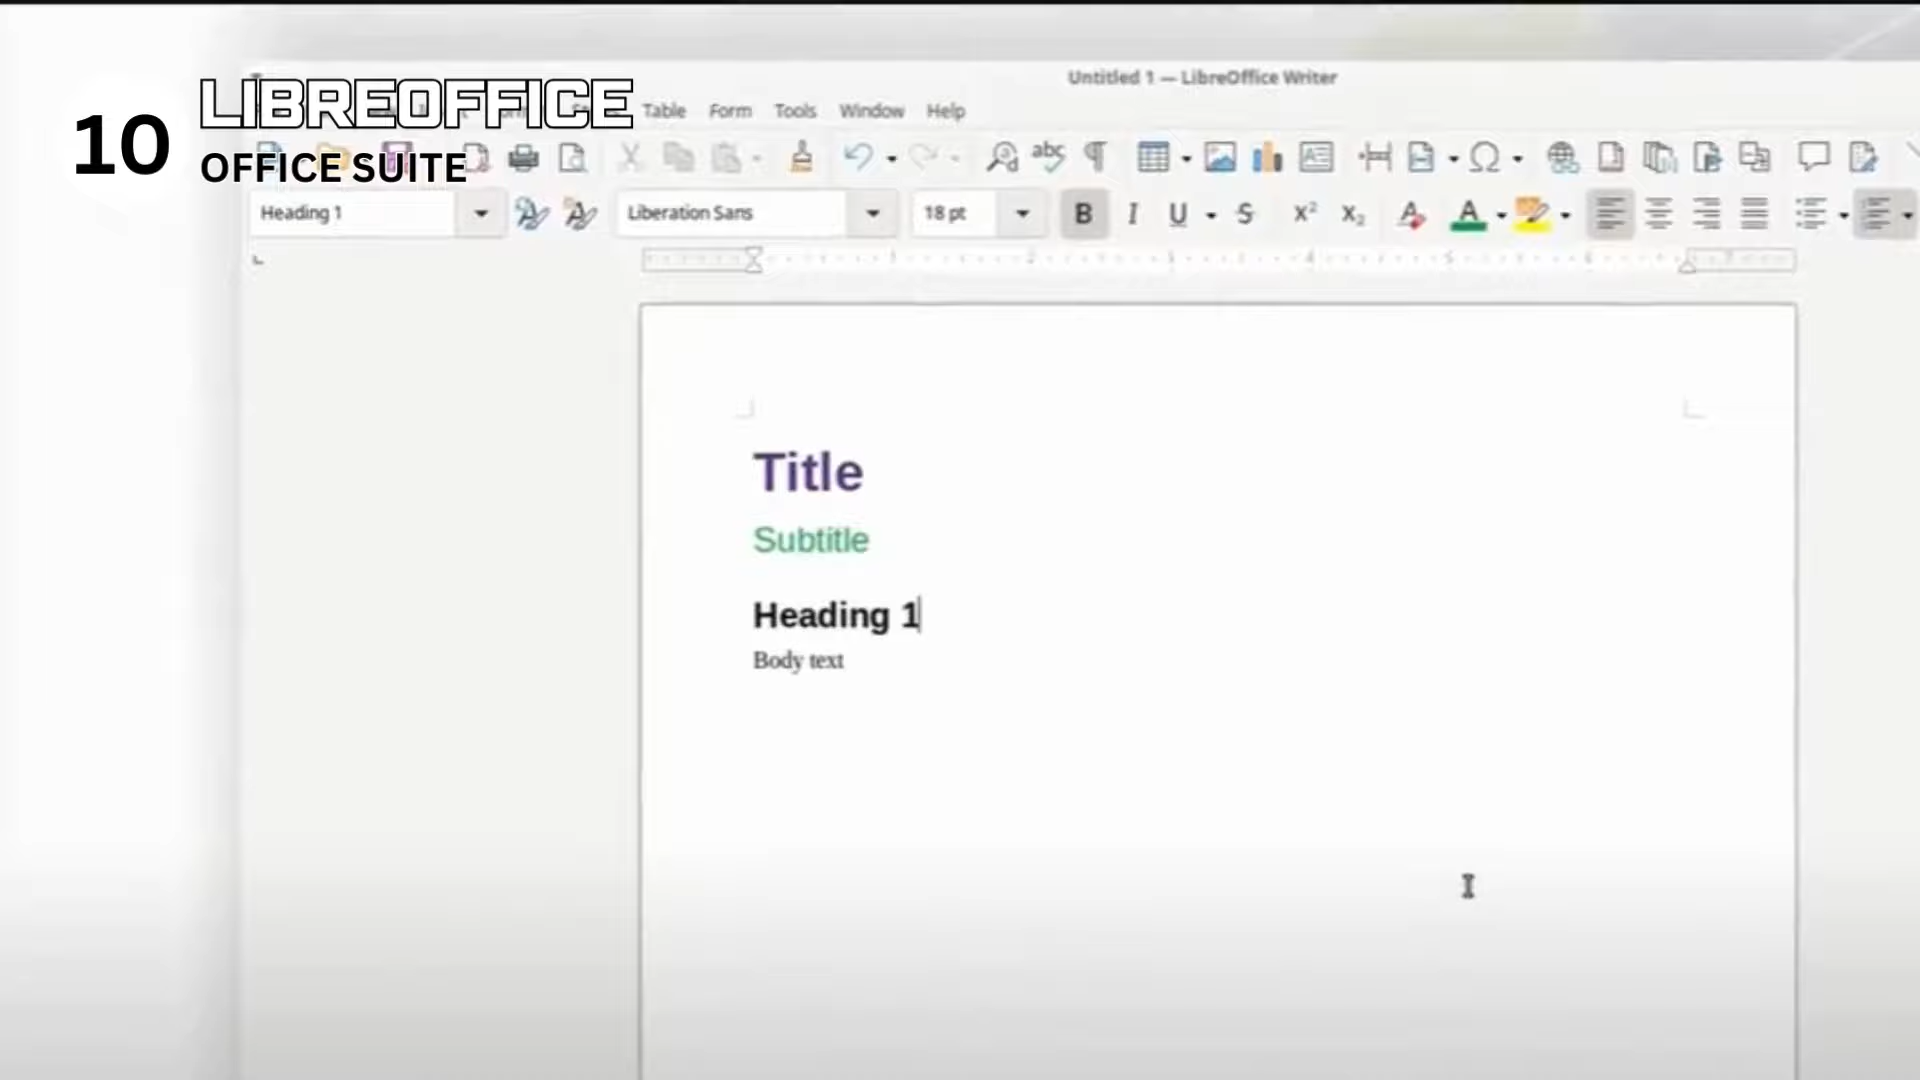 Untitled 1 — LibreOffice Writer
10
LIBREOFFICE
OFFICE SUITE
Table Form Tools Window Help
Heading 1
Liberation Sans
18 pt
Title
Subtitle
Heading 1
Body text